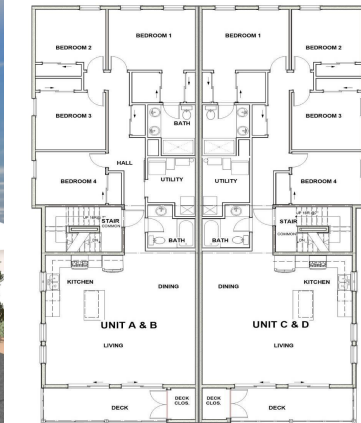 BEDROOM 2
BEDROOM 1
BEDROOM 1
BEDROOM 2
BEDROOM 3
BEDROOM 3
BATH
HALL
BEDROOM 4
UTILITY
UTILITY
BEDROOM 4
STAIR
COMMON
STAIR
COMMON
BATH
BATH
KITCHEN
DINING
DINING
KITCHEN
UNIT A & B
UNIT C & D
LIVING
LIVING
DECK
DECK
CLOS.
DECK
CLOS.
DECK